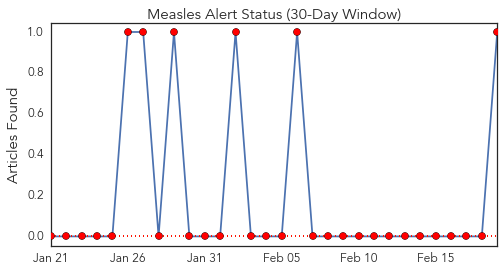 Measles Alert Status (30-Day Window)
Articles Found
1.0
0.8
0.6
0.4
0.2
0.0
Jan 21 Jan 26 Jan 31 Feb 05 Feb 10 Feb 15